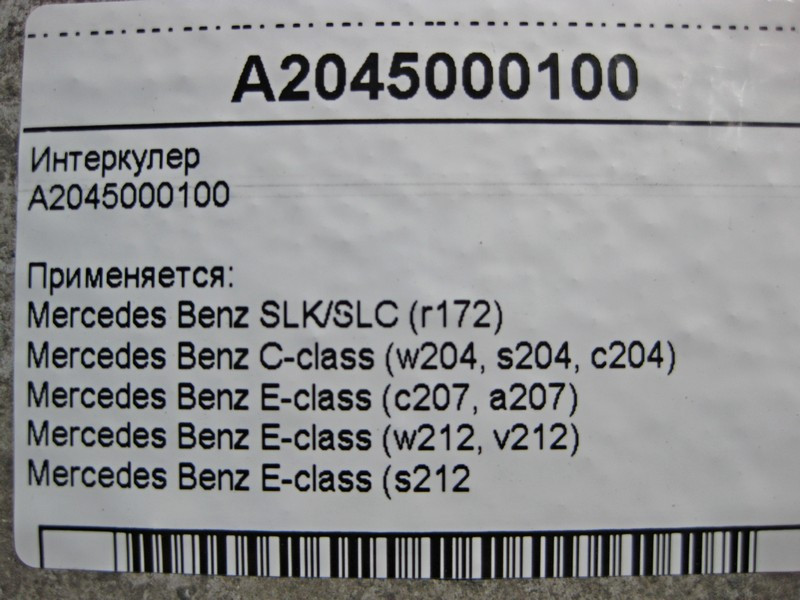 A2045000100
Интеркулер
A2045000100
Применяется:
Mercedes Benz SLK/SLC (r172)
Mercedes Benz C-class (w204, s204, c204)
Mercedes Benz E-class (c207, a207)
Mercedes Benz E-class (w212, v212)
Mercedes Benz E-class (s212